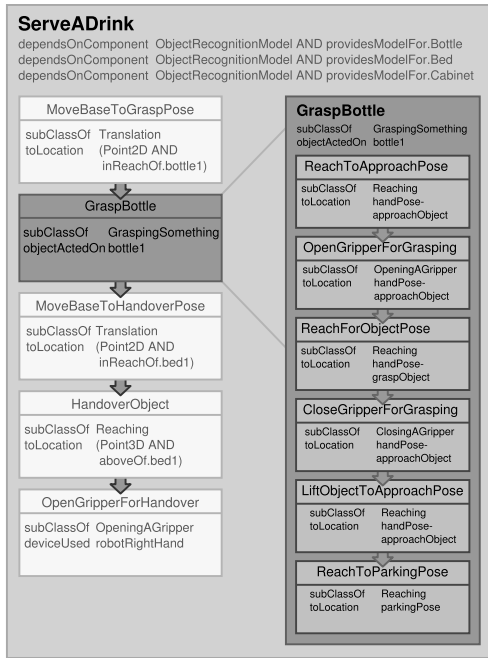 ServeADrink
dependsOnComponent ObjectRecognitionModel AND providesModelFor.Bottle
dependsOnComponent ObjectRecognitionModel AND providesModelFor.Bed
dependsOnComponent ObjectRecognitionModel AND providesModelFor.Cabinet
MoveBaseToGraspPose
subClassOf Translation
toLocation (Point2D AND
inReachOf.bottle1)
GraspBottle
subClassOf GraspingSomething
objectActedOn bottle1
MoveBaseToHandoverPose
subClassOf Translation
toLocation (Point2D AND
inReachOf.bed1)
HandoverObject
subClassOf Reaching
toLocation (Point3D AND
aboveOf.bed1)
OpenGripperForHandover
subClassOf OpeningAGripper
deviceUsed robotRightHand
GraspBottle
subClassOf GraspingSomething
objectActedOn bottle1
ReachToApproachPose
subClassOf Reaching
toLocation handPose-
approachObject
OpenGripperForGrasping
subClassOf OpeningAGripper
toLocation handPose-
approachObject
ReachForObjectPose
subClassOf Reaching
toLocation handPose-
graspObject
CloseGripperForGrasping
subClassOf ClosingAGripper
toLocation handPose-
approachObject
LiftObjectToApproachPose
subClassOf Reaching
toLocation handPose-
approachObject
ReachToParkingPose
subClassOf Reaching
toLocation parkingPose